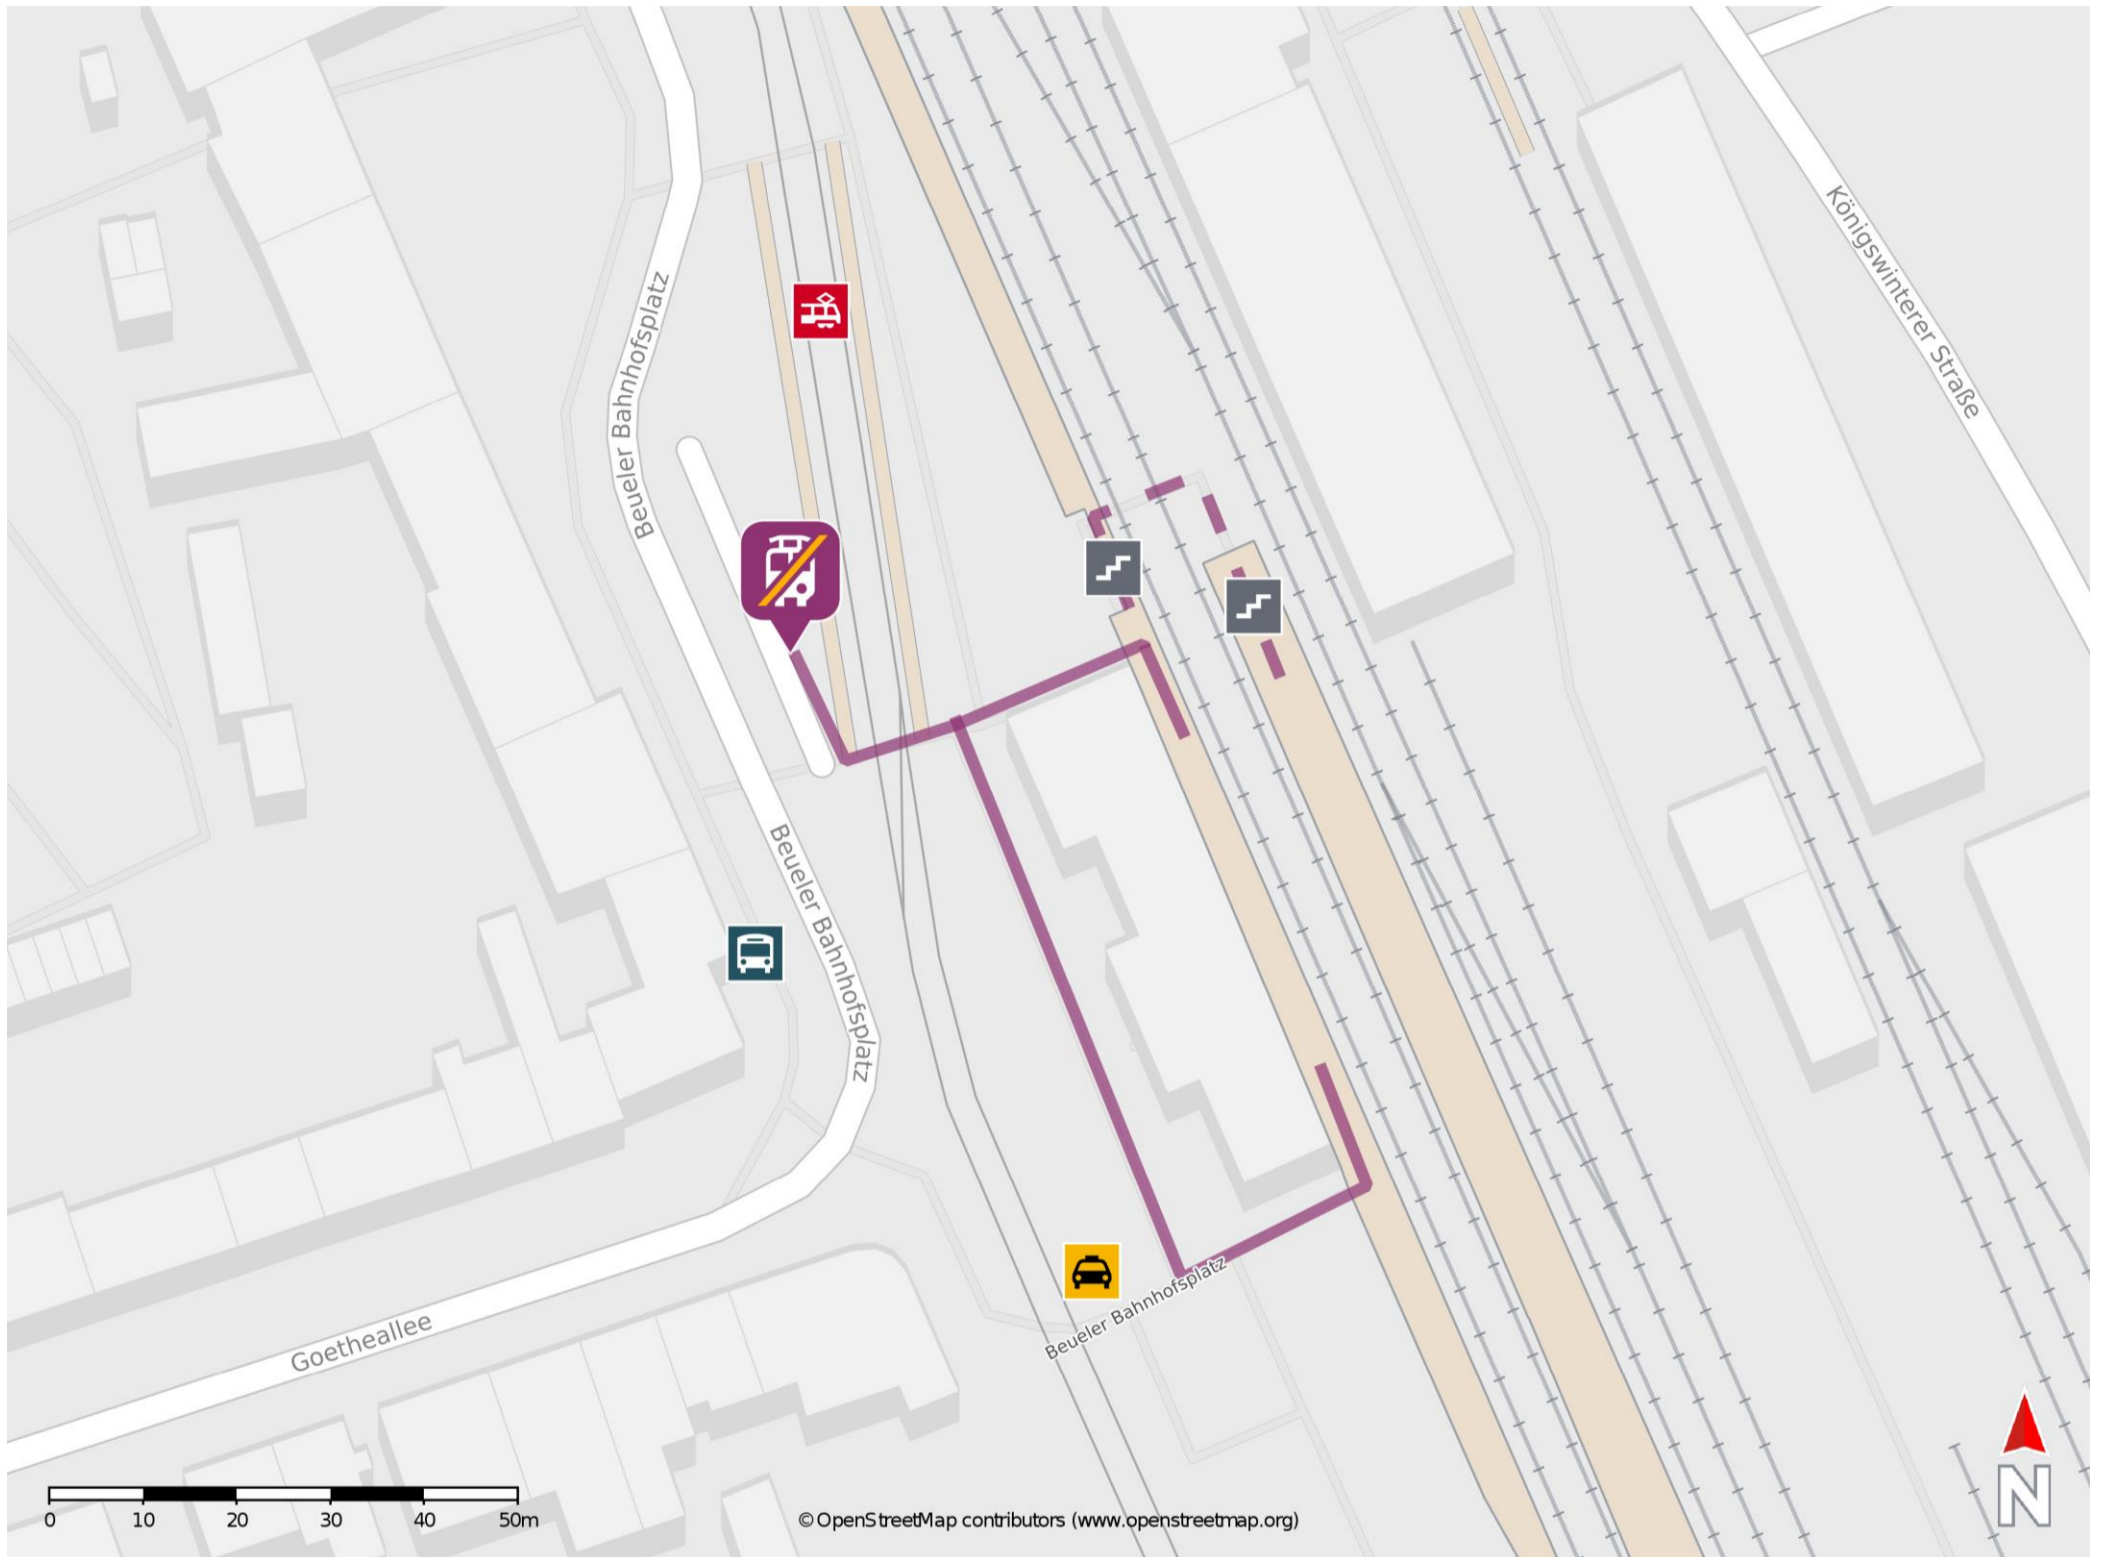 Königswinterer Straße
Beueler Bahnhofsplatz
Beueler Bahnhofsplatz
Beueler Bahnhofsplatz
Goetheallee
0 10 20 30 40 50m
© OpenStreetMap contributors (www.openstreetmap.org)
N